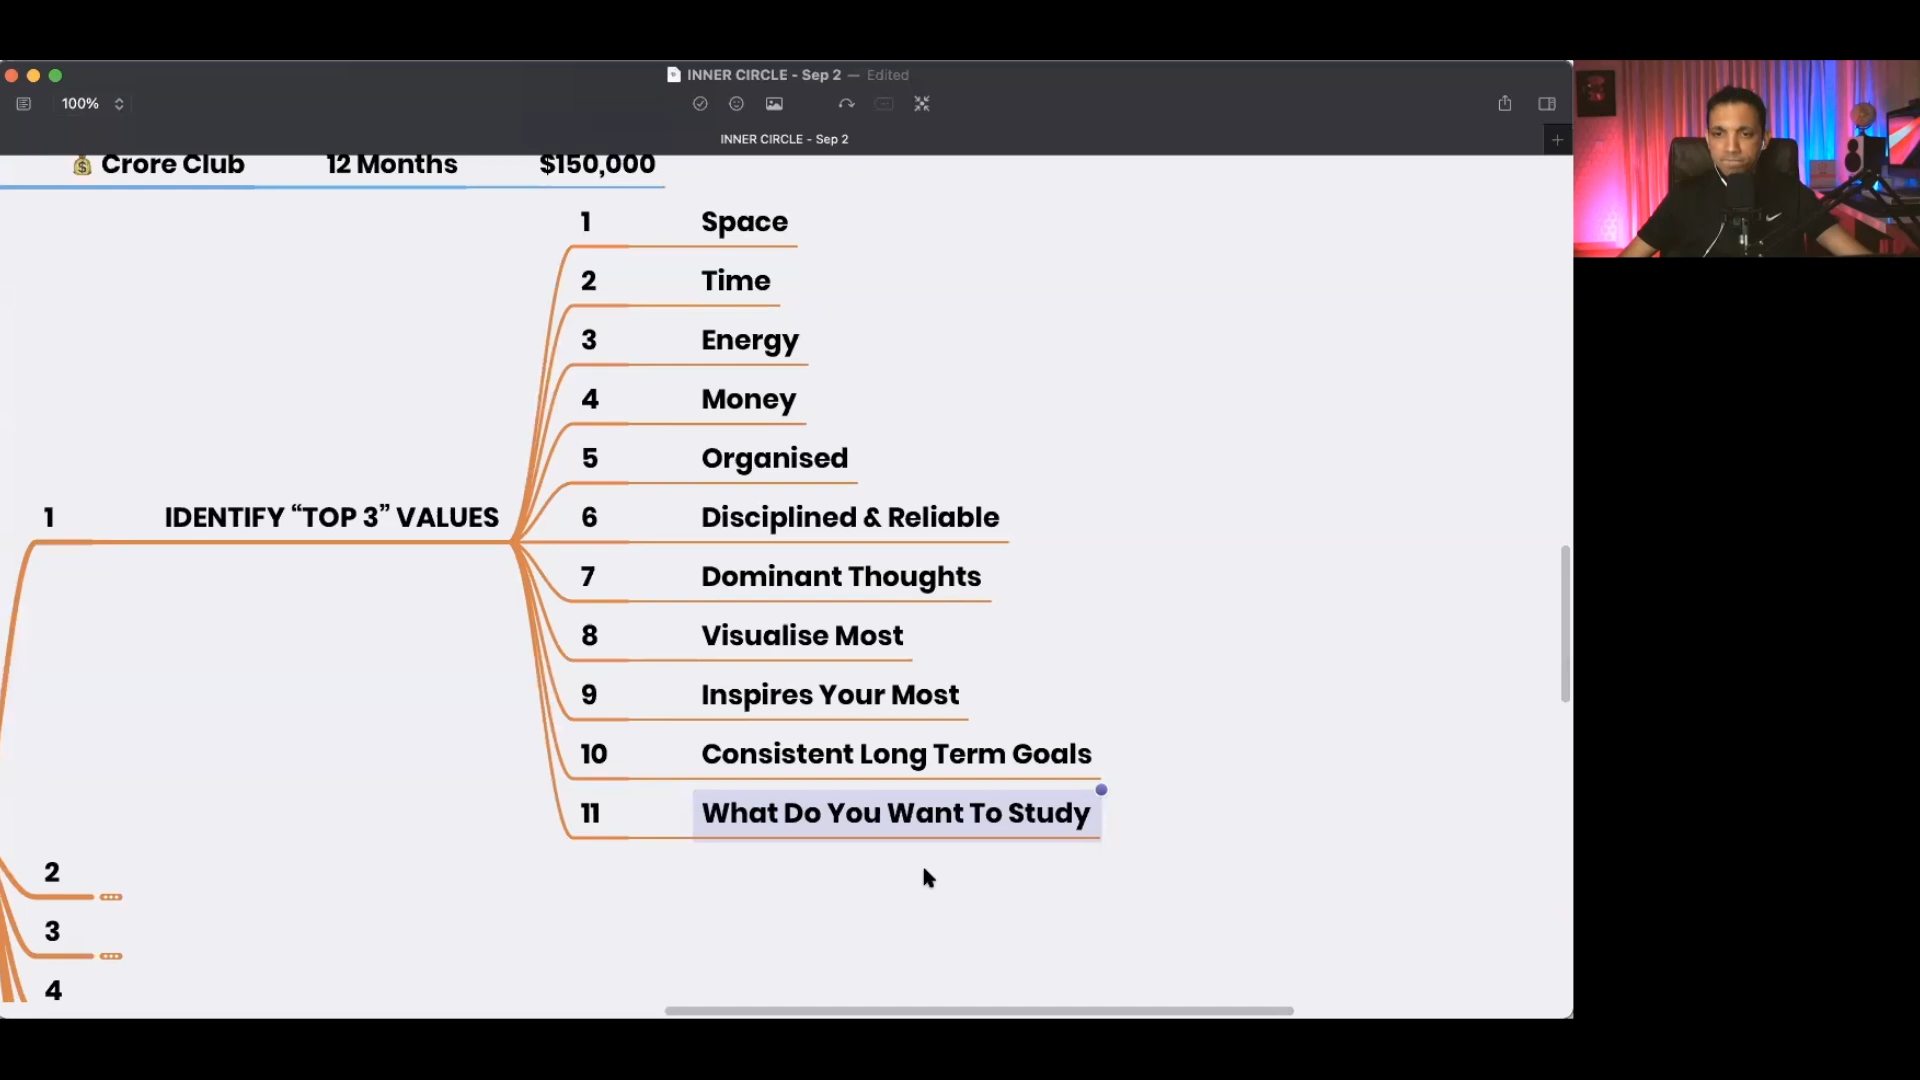 INNER CIRCLE - Sep 2 — Edited
100%
INNER CIRCLE - Sep 2
Crore Club 12 Months $150,000
1 Space
2 Time
3 Energy
4 Money
5 Organised
1 IDENTIFY “TOP 3” VALUES
6 Disciplined & Reliable
7 Dominant Thoughts
8 Visualise Most
9 Inspires Your Most
10 Consistent Long Term Goals
11 What Do You Want To Study
2
3
4